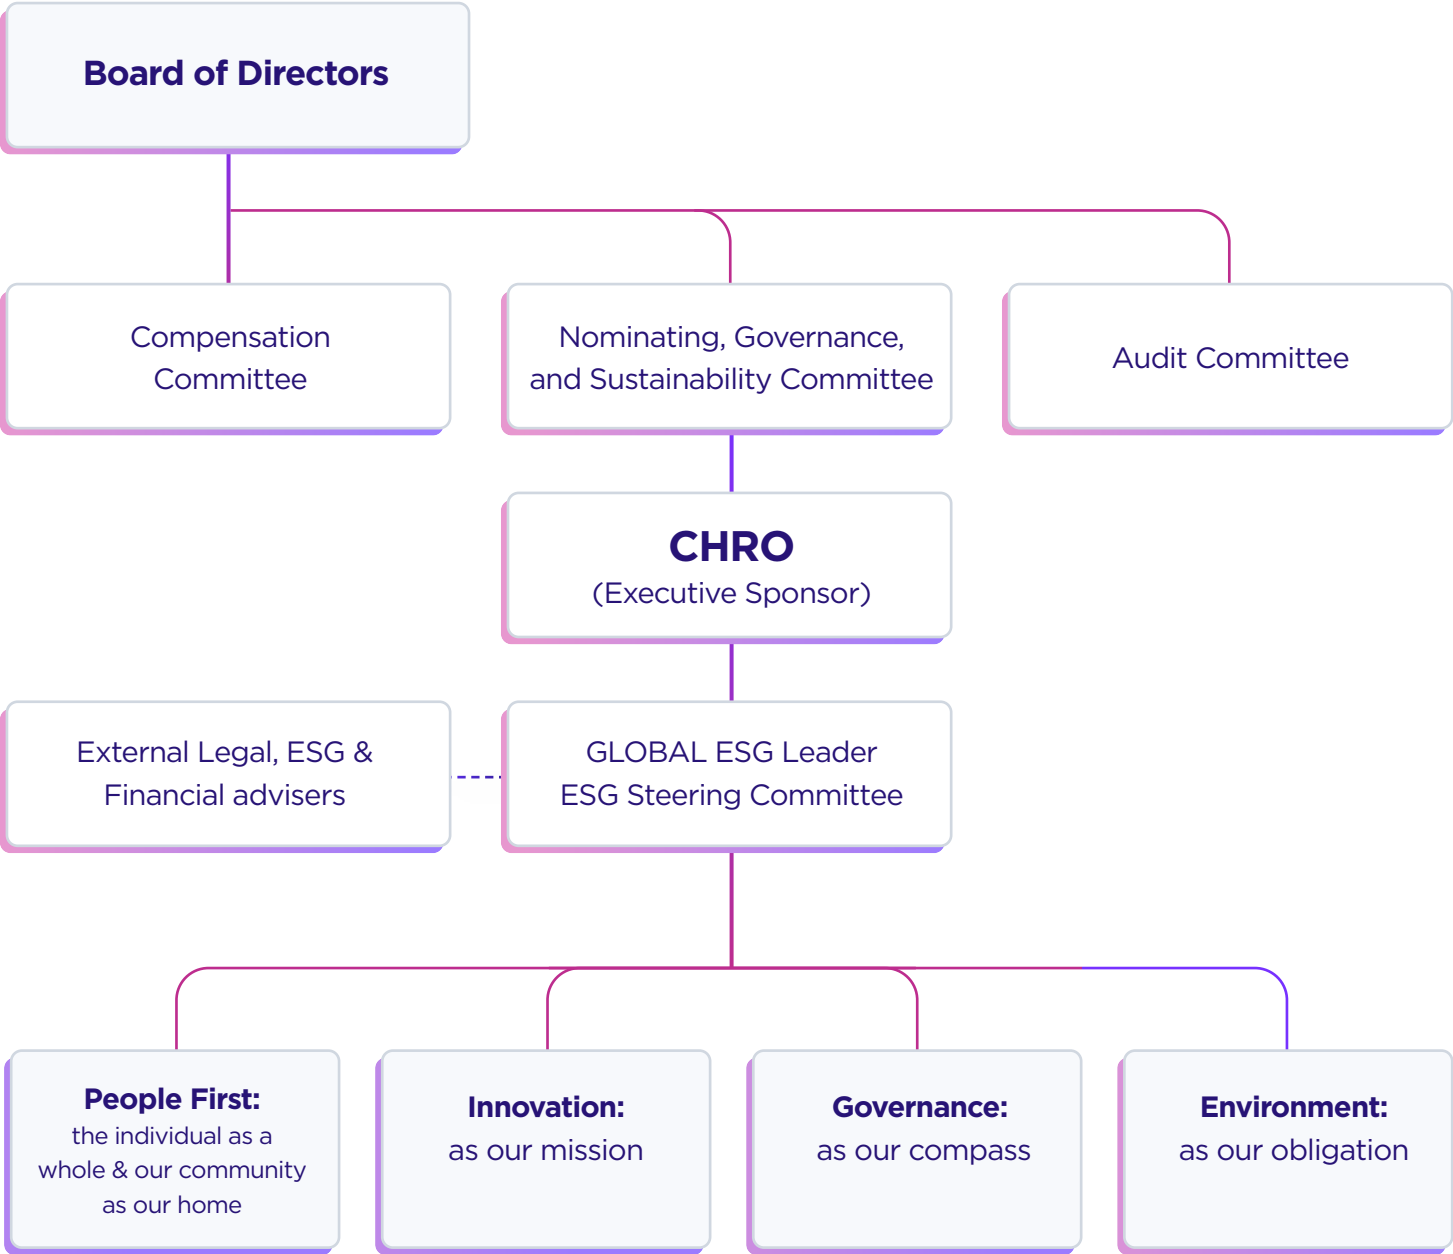 Board of Directors
Compensation
Committee
Nominating, Governance,
and Sustainability Committee
Audit Committee
CHRO
(Executive Sponsor)
External Legal, ESG &
Financial advisers
GLOBAL ESG Leader
ESG Steering Committee
People First:
the individual as a
whole & our community
as our home
Innovation:
as our mission
Governance:
as our compass
Environment:
as our obligation